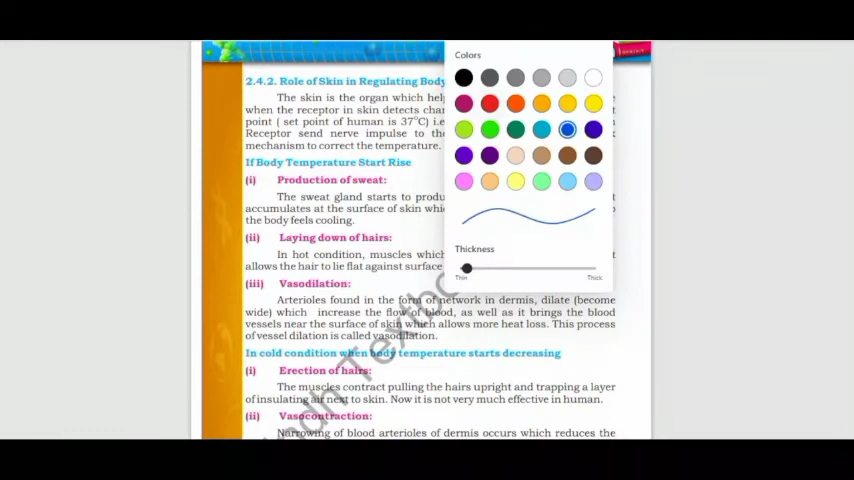 2.4.2. Role of Skin in Regulating Body
The skin is the organ which
when the receptor in skin detects
point ( set point of human is 37°C) i.e
Receptor send nerve impulse to the
mechanism to correct the temperature.
If Body Temperature Start Rise
(i) Production of sweat:
The sweat gland starts to
accumulates at the surface of skin
the body feels cooling.
(ii) Laying down of hairs:
In hot condition, muscles
allows the hair to lie flat against surface
(iii) Vasodilation:
Arterioles found in the form of network in dermis, dilate (become
wide) which increase the flow of blood, as well as it brings the blood
vessels near the surface of skin which allows more heat loss. This process
of vessel dilation is called vasodilation.
In cold condition when body temperature starts decreasing
(i) Erection of hairs:
The muscles contract pulling the hairs upright and trapping a layer
of insulating air next to skin. Now it is not very much effective in human.
(ii) Vasocontraction:
Narrowing of blood arterioles of dermis occurs which reduces the
Colors
Thickness
Thin Thick